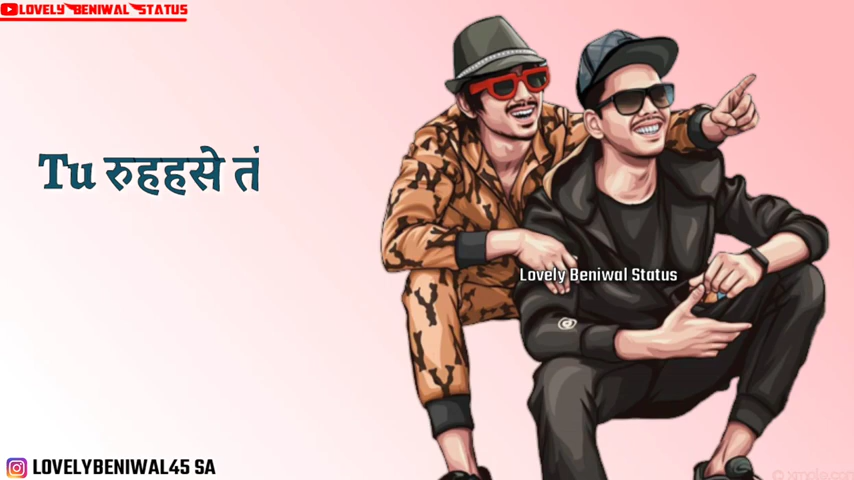 LOVELY BENIWAL STATUS
Tu रुहहसे तं
Lovely Beniwal Status
LOVELYBENIWAL45 SA